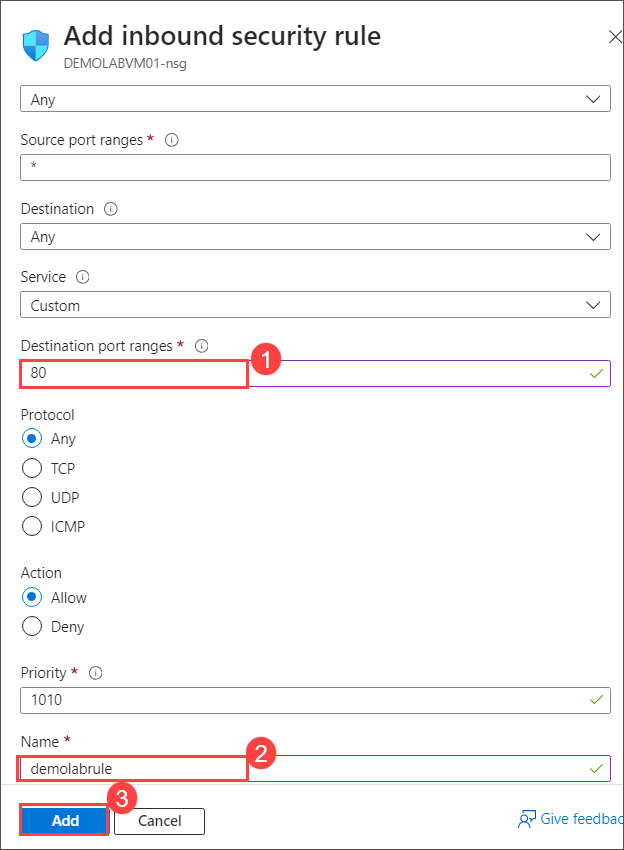 Add inbound security rule
DEMOLABVM01-nsg
Any
Source port ranges *
*
Destination
Any
Service
Custom
Destination port ranges *
1
80
Protocol
Any
TCP
UDP
ICMP
Action
Allow
Deny
Priority *
1010
Name *
2
demolabrule
3
Add
Cancel
Give feedbac